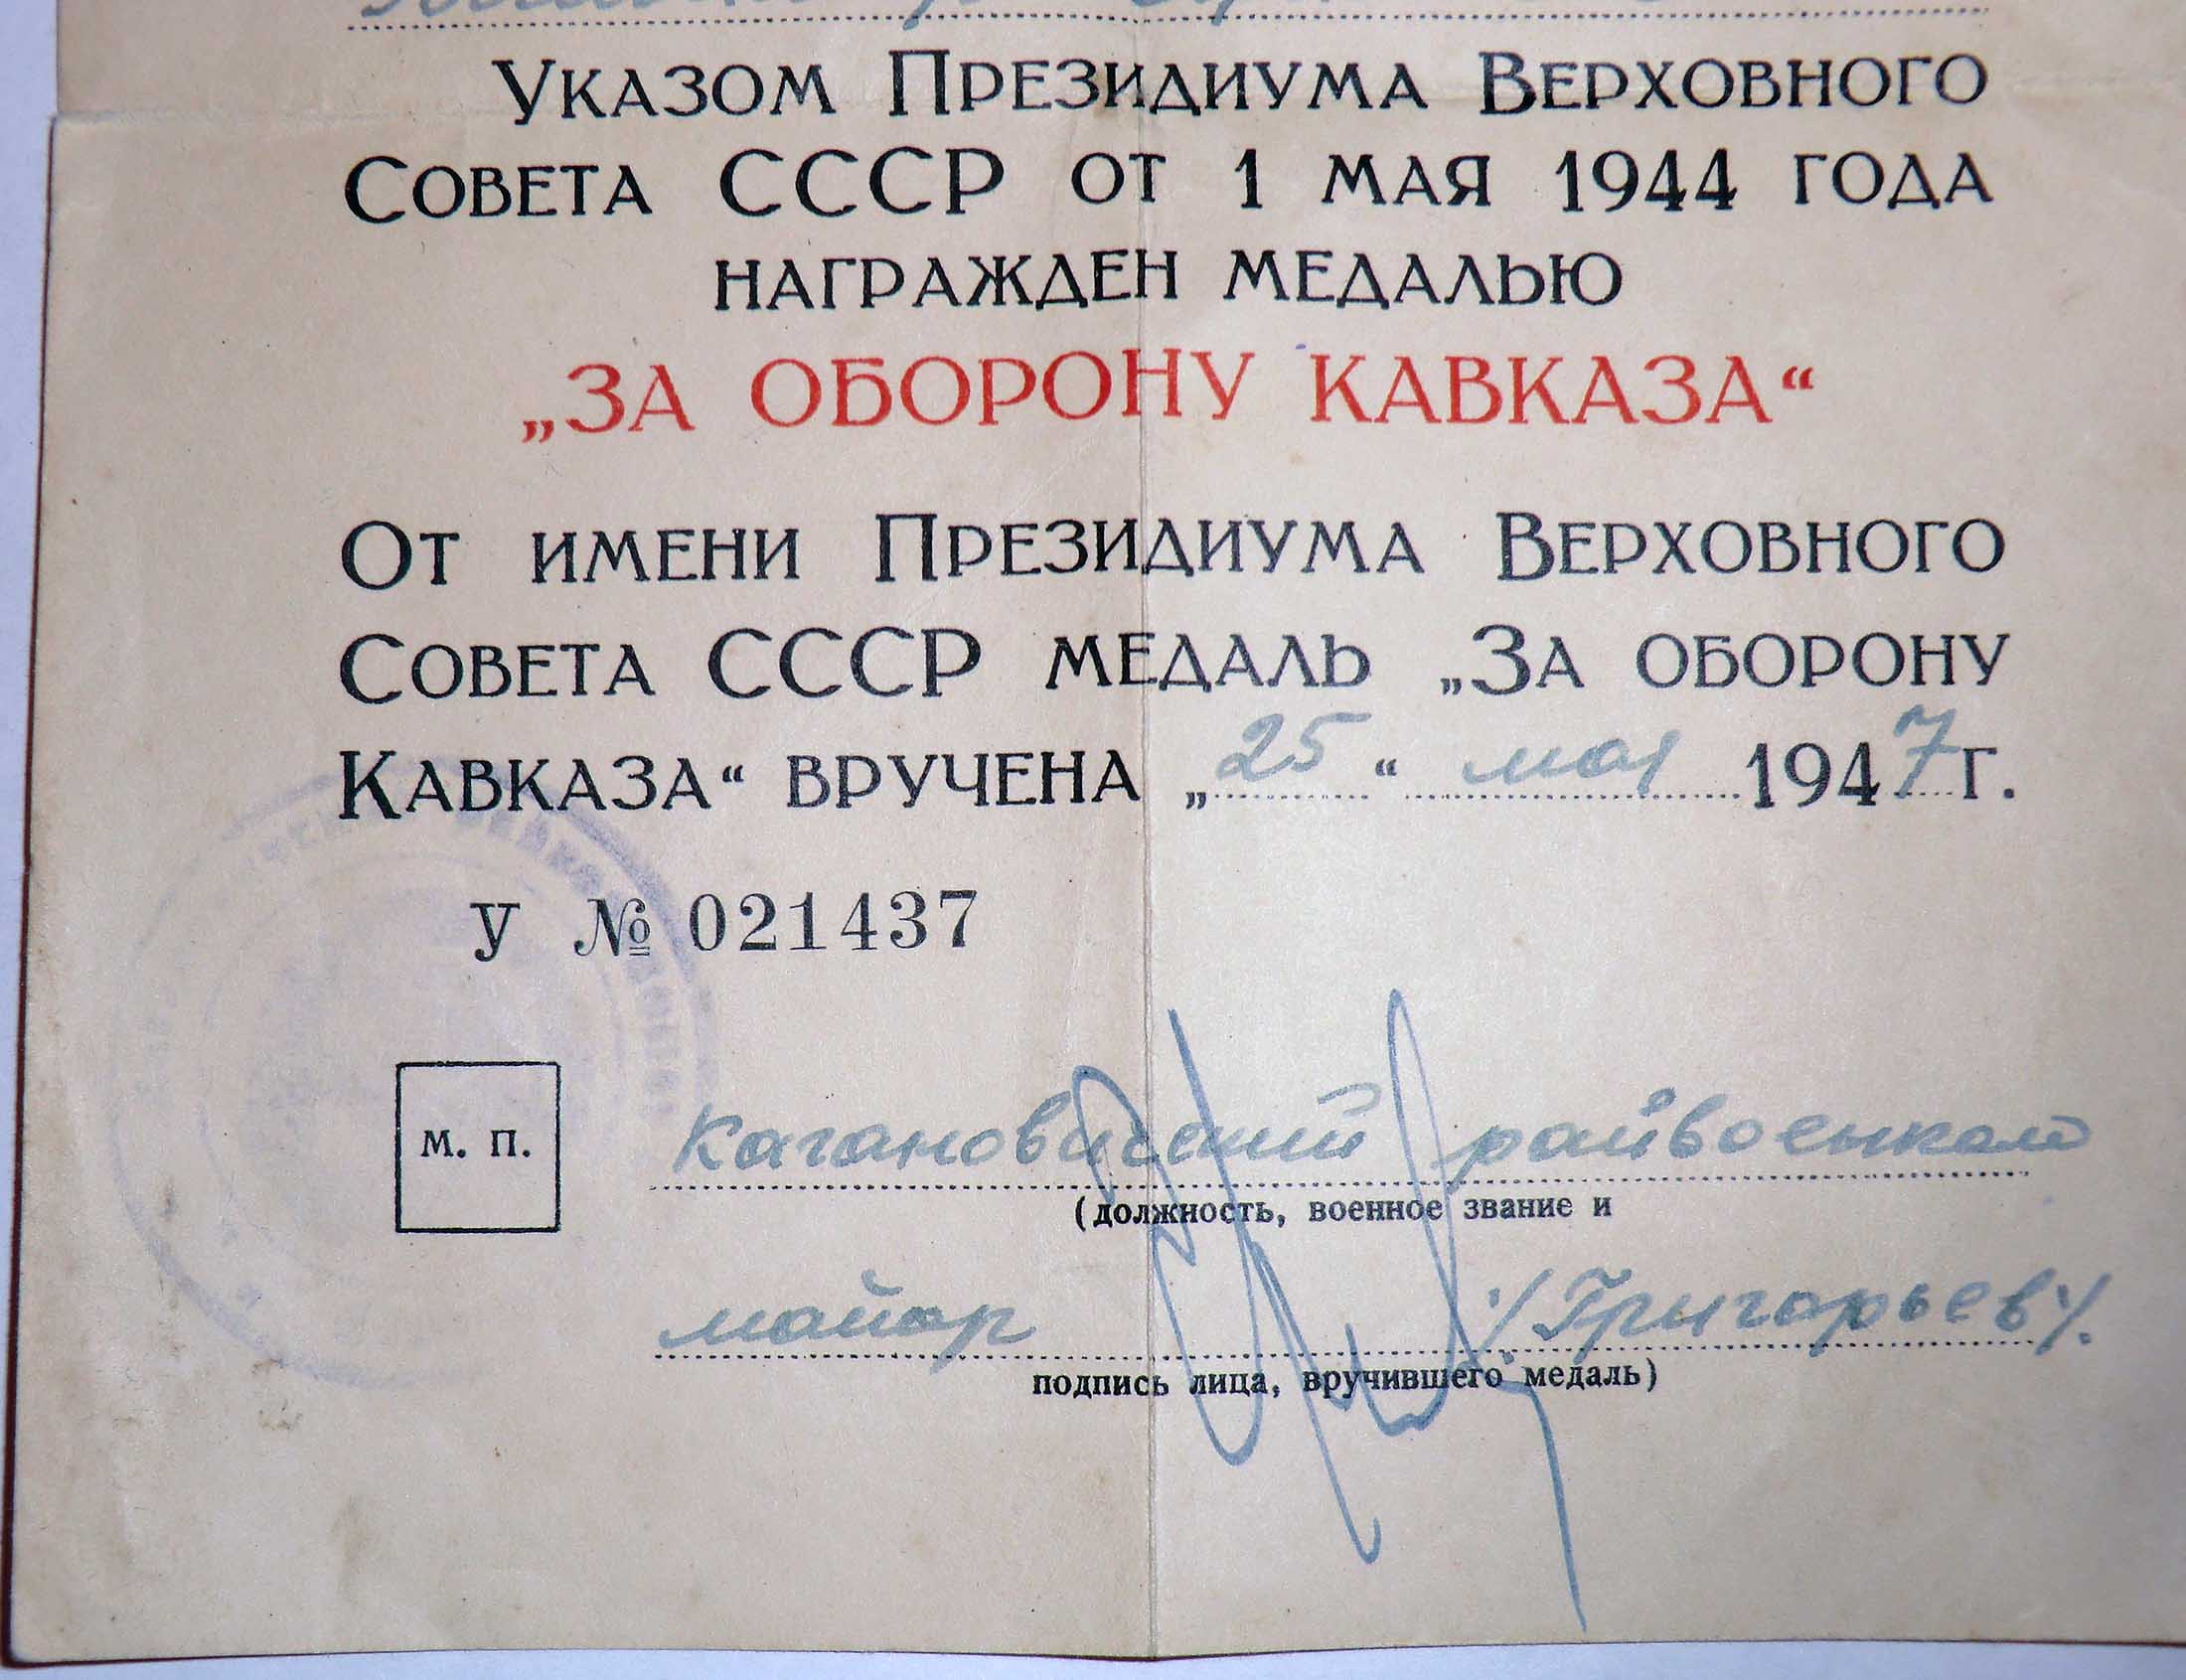 Указом Президиума Верховного
Совета СССР от 1 мая 1944 года
награжден медалью
„ЗА ОБОРОНУ КАВКАЗА“
От имени Президиума Верховного
Совета СССР медаль „За оборону
Кавказа“ вручена „25“ мая 1947 г.
У № 021437
М. П.
Кагановичский райвоенком
(должность, военное звание и
майор /Григорьев/.
подпись лица, вручившего медаль)